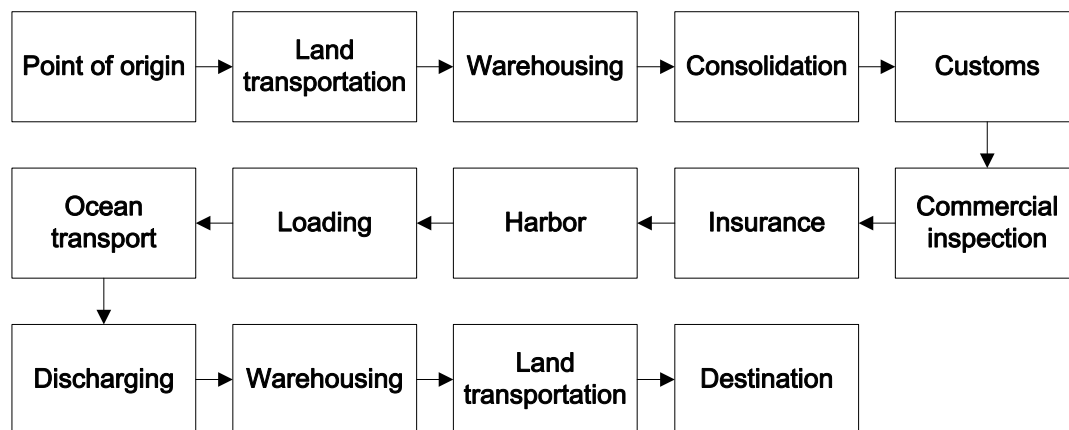 Point of origin
Land
transportation
Warehousing
Consolidation
Customs
Commercial
inspection
Insurance
Harbor
Loading
Ocean
transport
Discharging
Warehousing
Land
transportation
Destination